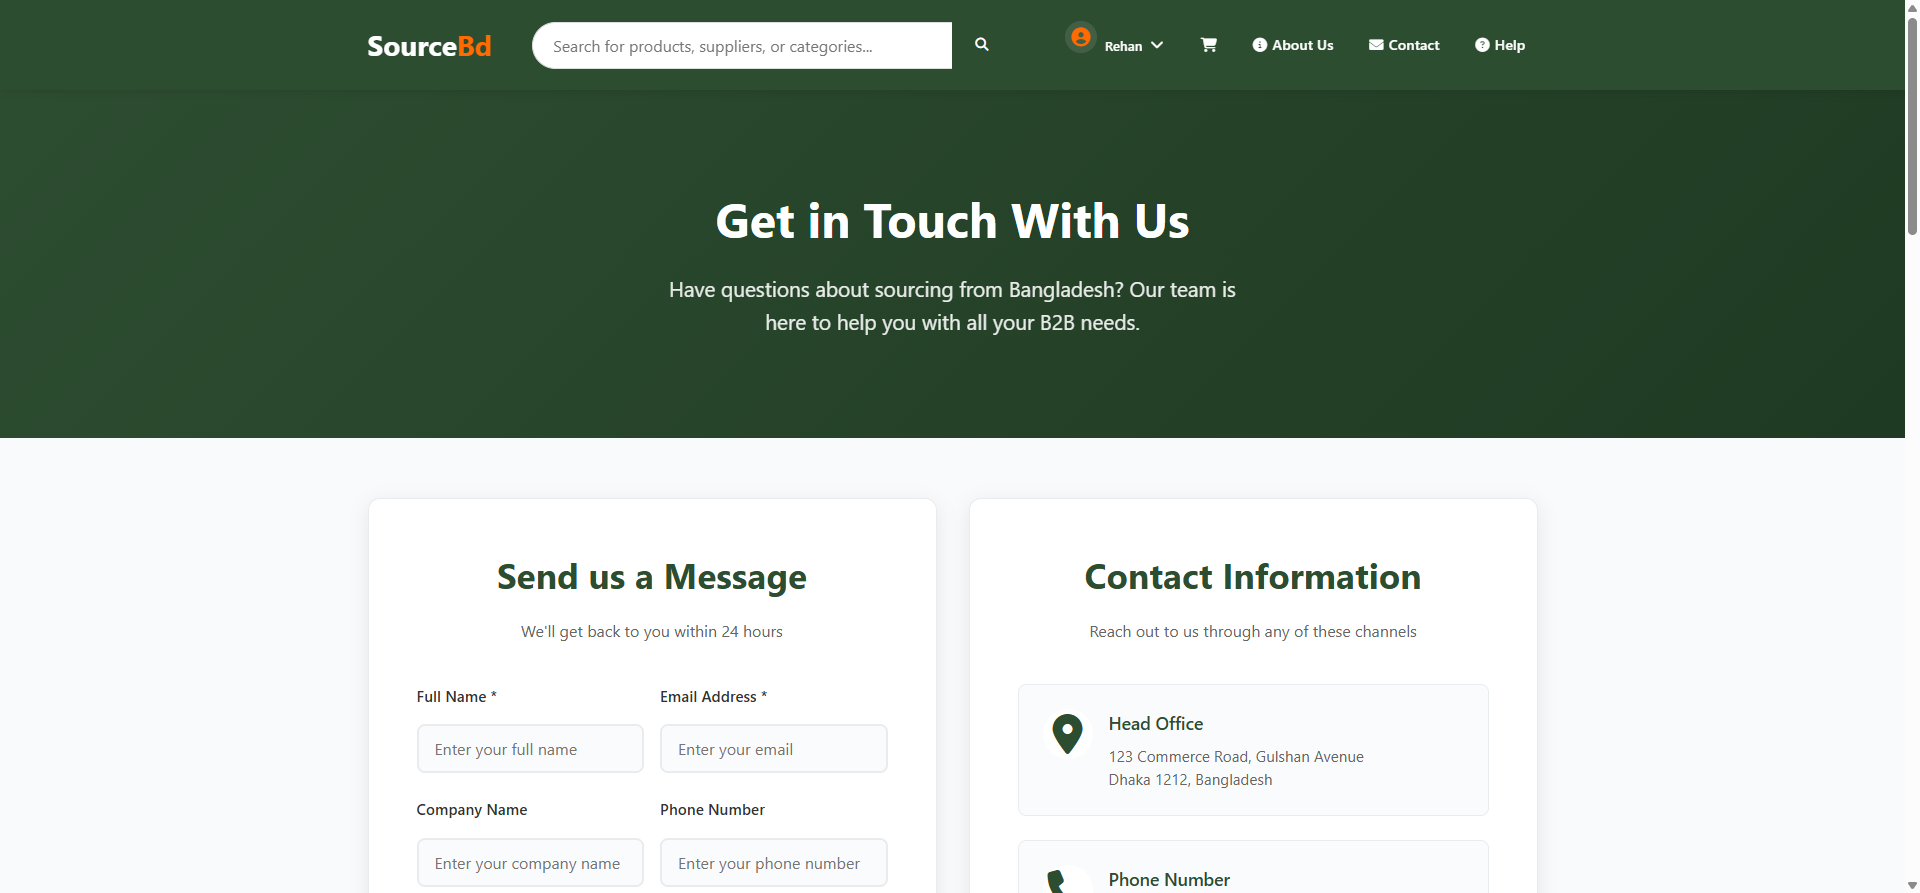 SourceBd
Search for products, suppliers, or categories...
Rehan
About Us
Contact
Help
Get in Touch With Us
Have questions about sourcing from Bangladesh? Our team is
here to help you with all your B2B needs.
Send us a Message
We'll get back to you within 24 hours
Full Name *
Email Address *
Enter your full name
Enter your email
Company Name
Phone Number
Enter your company name
Enter your phone number
Contact Information
Reach out to us through any of these channels
Head Office
123 Commerce Road, Gulshan Avenue
Dhaka 1212, Bangladesh
Phone Number